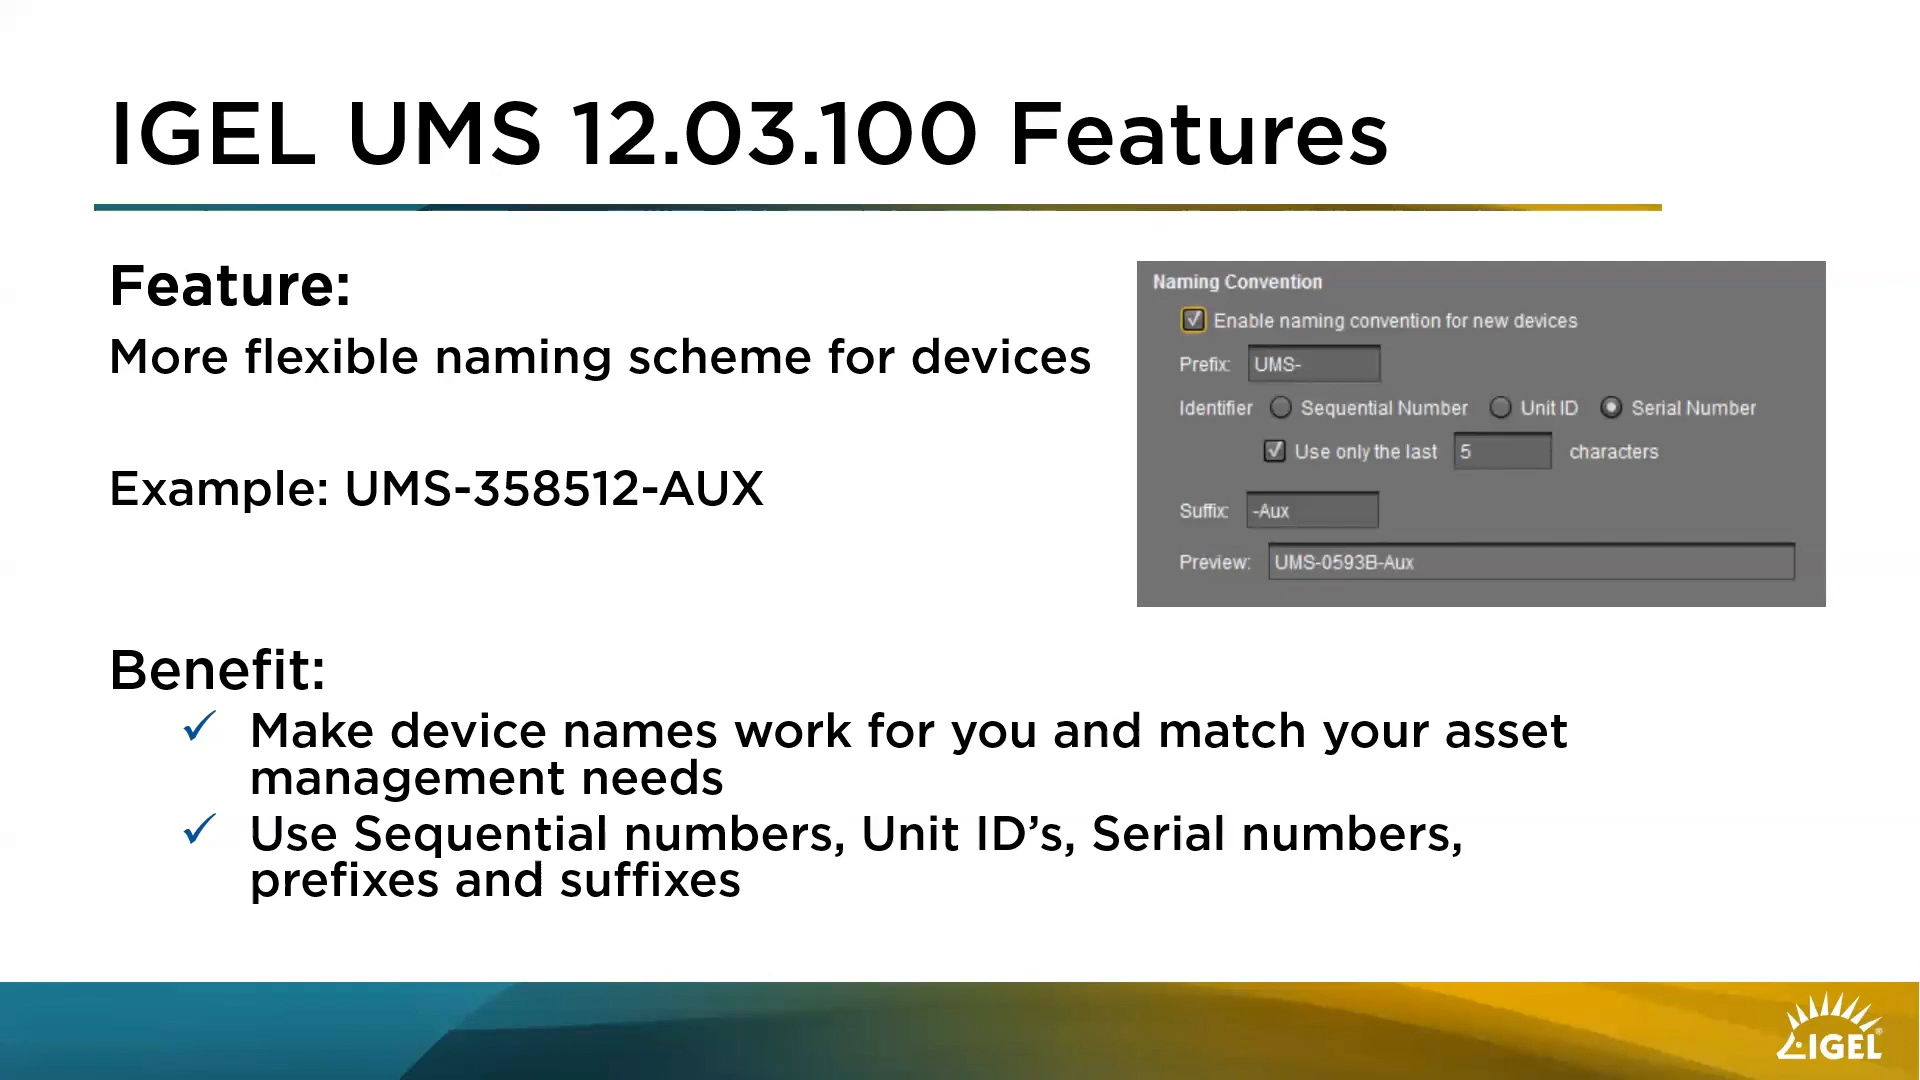 IGEL UMS 12.03.100 Features
Feature:
More flexible naming scheme for devices
Example: UMS-358512-AUX
Naming Convention
Enable naming convention for new devices
Prefix: UMS-
Identifier Sequential Number Unit ID Serial Number
Use only the last 5 characters
Suffix: -Aux
Preview: UMS-0593B-Aux
Benefit:
✓ Make device names work for you and match your asset
management needs
✓ Use Sequential numbers, Unit ID’s, Serial numbers,
prefixes and suffixes
IGEL®